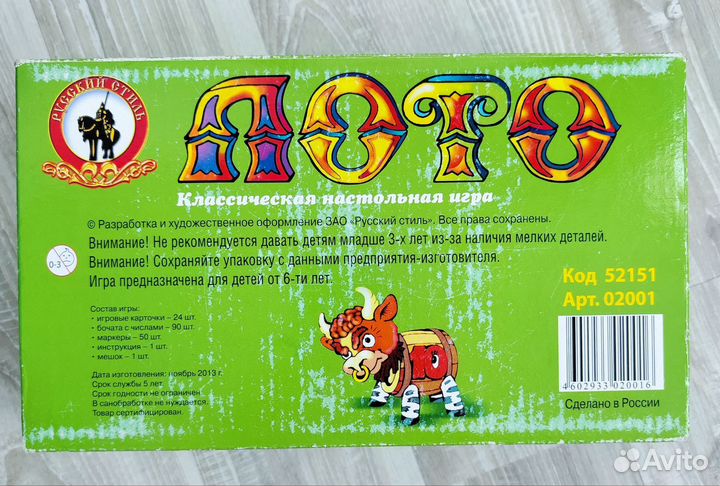 РУССКИЙ СТИЛЬ
ЛОТО
Классическая настольная игра
© Разработка и художественное оформление ЗАО «Русский стиль». Все права сохранены.
0-3
Внимание! Не рекомендуется давать детям младше 3-х лет из-за наличия мелких деталей.
Внимание! Сохраняйте упаковку с данными предприятия-изготовителя.
Игра предназначена для детей от 6-ти лет.
Код 52151
Арт. 02001
Состав игры:
• игровые карточки – 24 шт.
• бочата с числами – 90 шт.
• маркеры – 50 шт.
• инструкция – 1 шт.
• мешок – 1 шт.
10
Дата изготовления: ноябрь 2013 г.
Срок службы 5 лет.
Срок годности не ограничен
В санобработке не нуждается.
Товар сертифицирован
4 602933 020016
Сделано в России
Avito